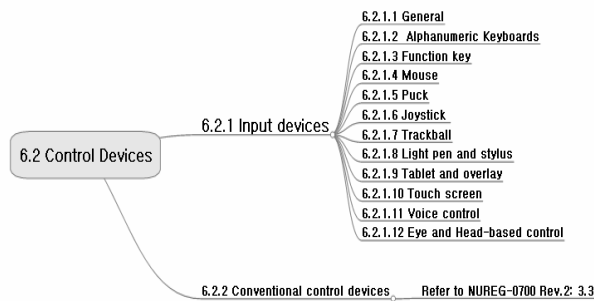 6.2 Control Devices
6.2.1 Input devices
6.2.1.1 General
6.2.1.2 Alphanumeric Keyboards
6.2.1.3 Function key
6.2.1.4 Mouse
6.2.1.5 Puck
6.2.1.6 Joystick
6.2.1.7 Trackball
6.2.1.8 Light pen and stylus
6.2.1.9 Tablet and overlay
6.2.1.10 Touch screen
6.2.1.11 Voice control
6.2.1.12 Eye and Head-based control
6.2.2 Conventional control devices
Refer to NUREG-0700 Rev.2: 3.3